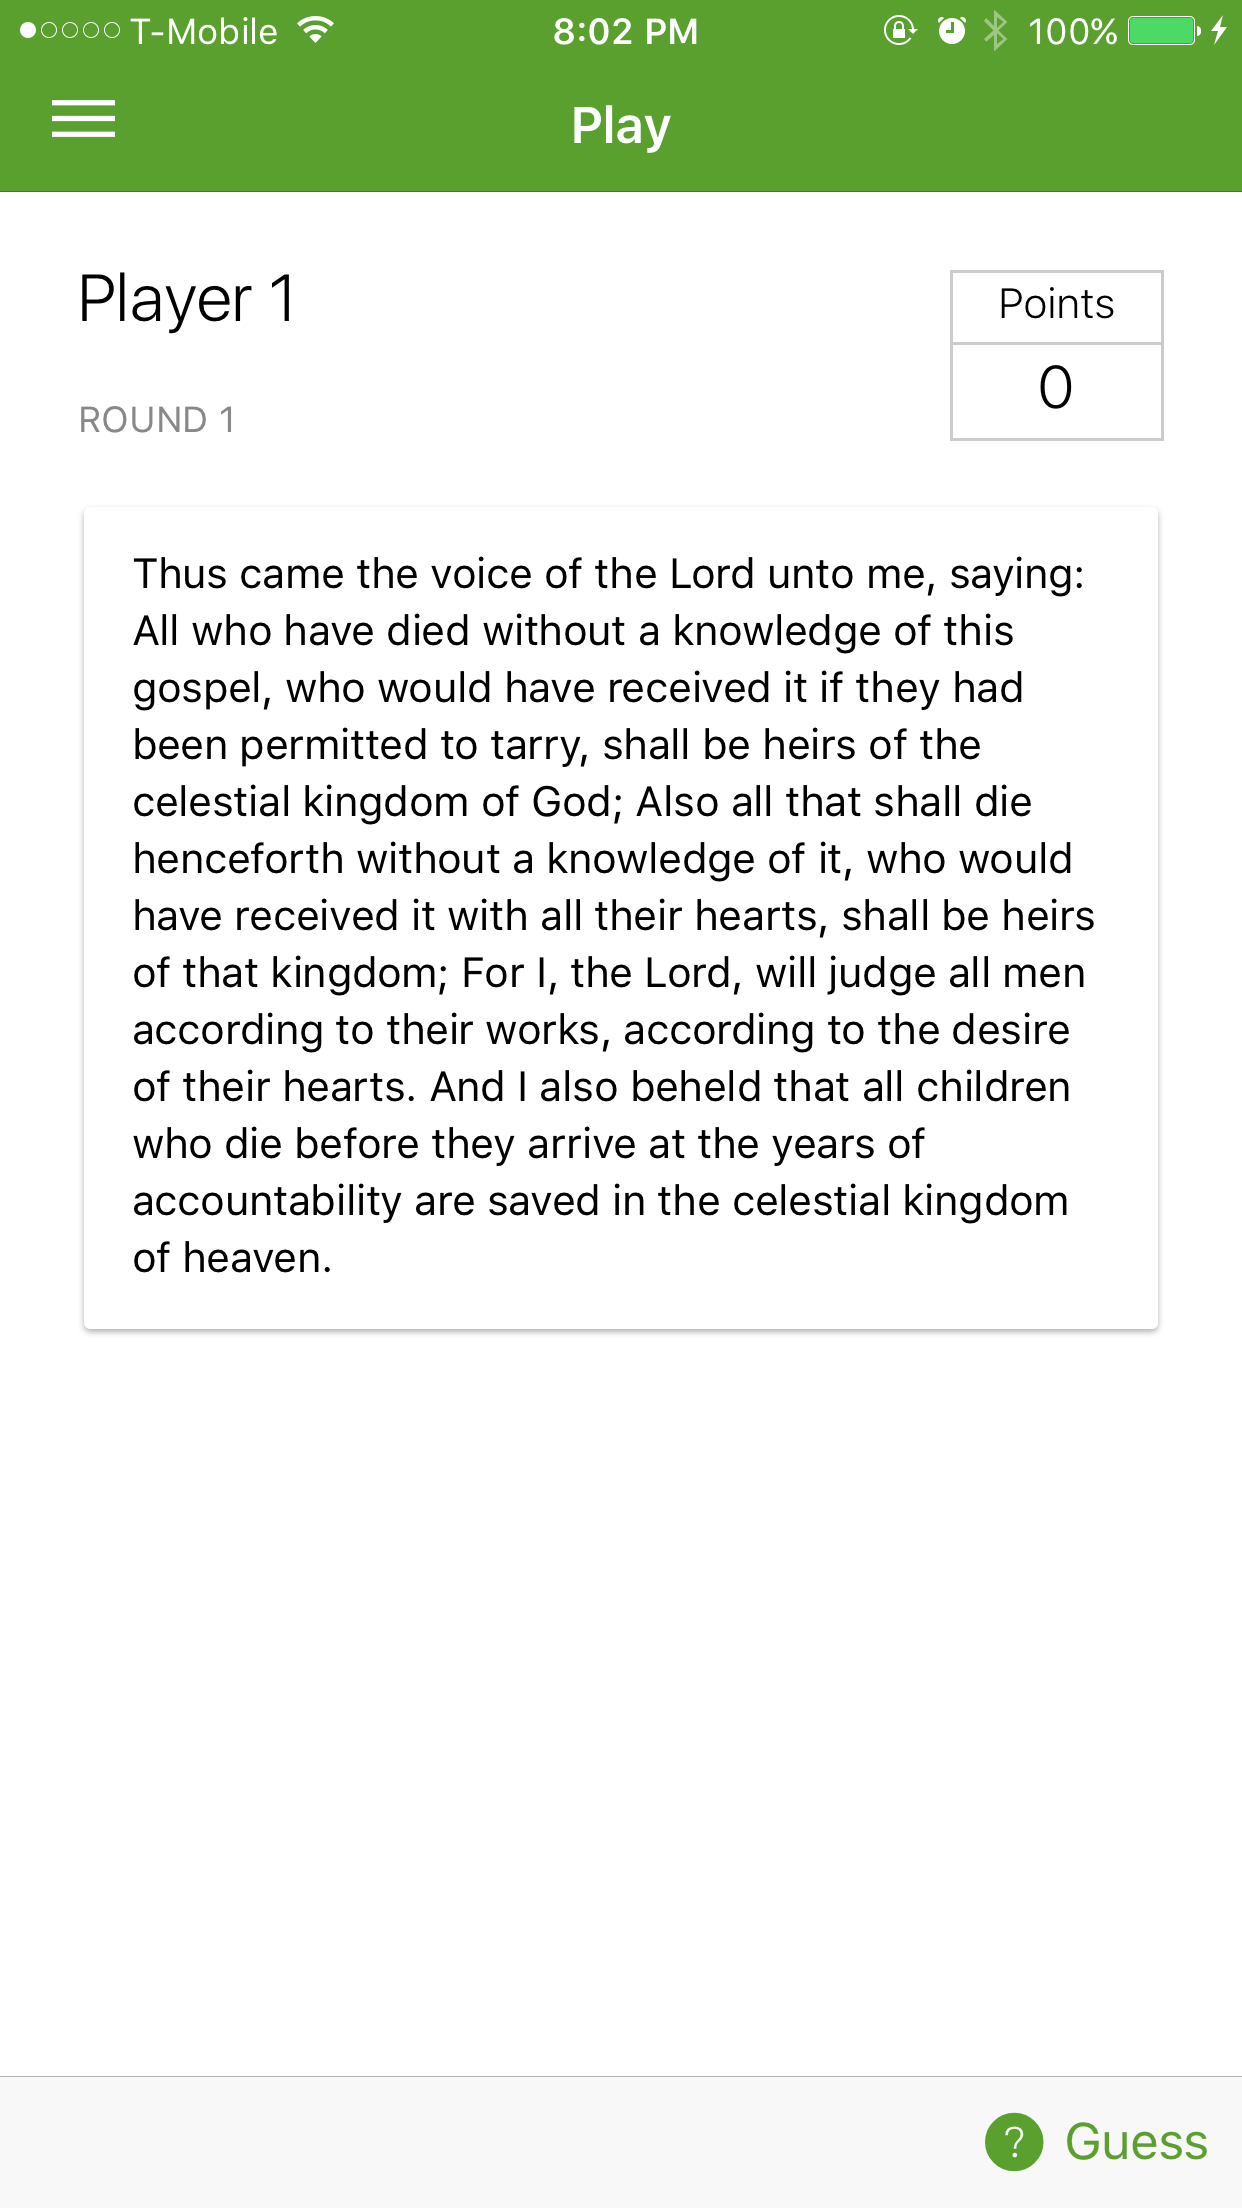 T-Mobile 8:02 PM 100%
Play
Player 1
Points
0
ROUND 1
Thus came the voice of the Lord unto me, saying:
All who have died without a knowledge of this
gospel, who would have received it if they had
been permitted to tarry, shall be heirs of the
celestial kingdom of God; Also all that shall die
henceforth without a knowledge of it, who would
have received it with all their hearts, shall be heirs
of that kingdom; For I, the Lord, will judge all men
according to their works, according to the desire
of their hearts. And I also beheld that all children
who die before they arrive at the years of
accountability are saved in the celestial kingdom
of heaven.
? Guess